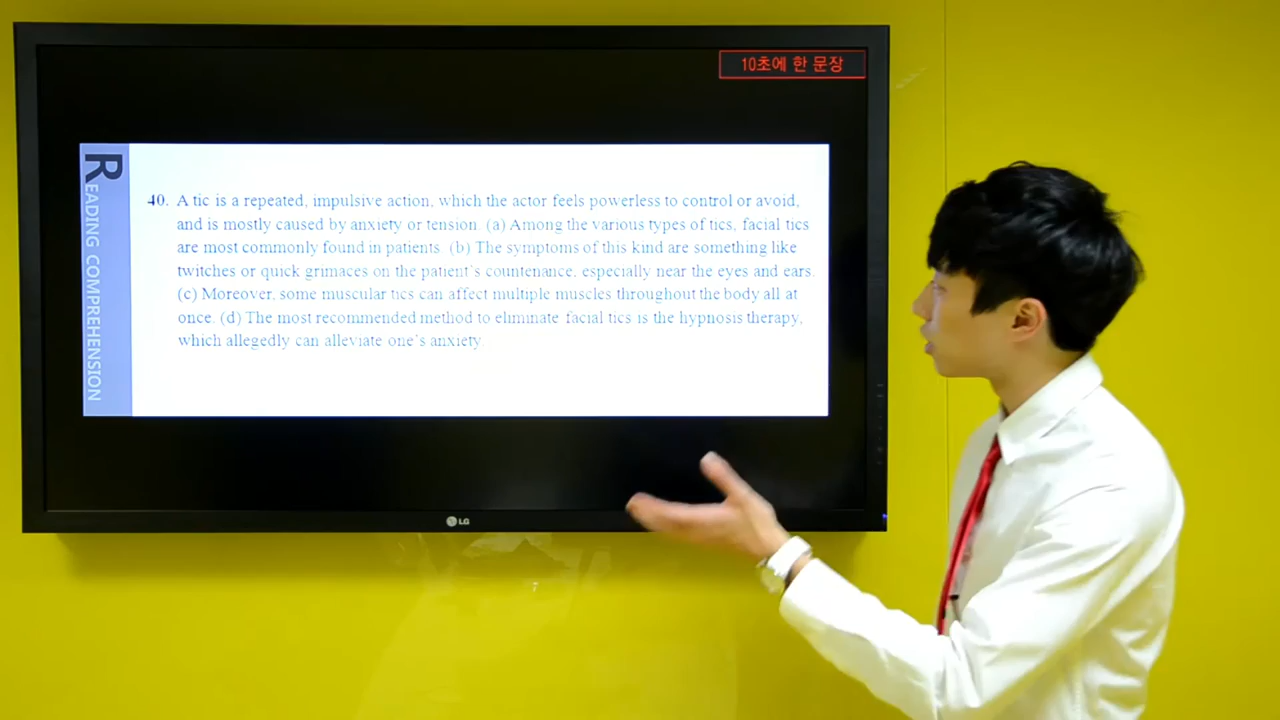 10초에 한 문장
READING COMPREHENSION
40. A tic is a repeated, impulsive action, which the actor feels powerless to control or avoid,
and is mostly caused by anxiety or tension. (a) Among the various types of tics, facial tics
are most commonly found in patients. (b) The symptoms of this kind are something like
twitches or quick grimaces on the patient's countenance, especially near the eyes and ears.
(c) Moreover, some muscular tics can affect multiple muscles throughout the body all at
once. (d) The most recommended method to eliminate facial tics is the hypnosis therapy,
which allegedly can alleviate one's anxiety.
LG